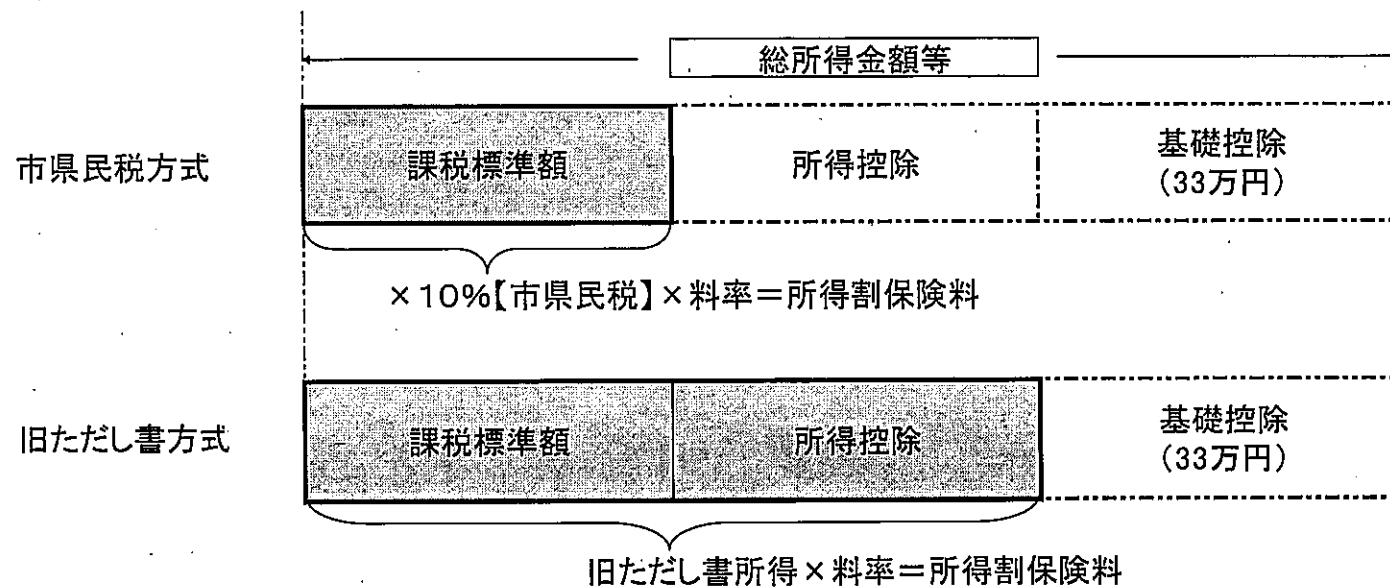 総所得金額等
市県民税方式
課税標準額
所得控除
基礎控除
(33万円)
×10%【市県民税】×料率=所得割保険料
旧ただし書方式
課税標準額
所得控除
基礎控除
(33万円)
旧ただし書所得×料率=所得割保険料